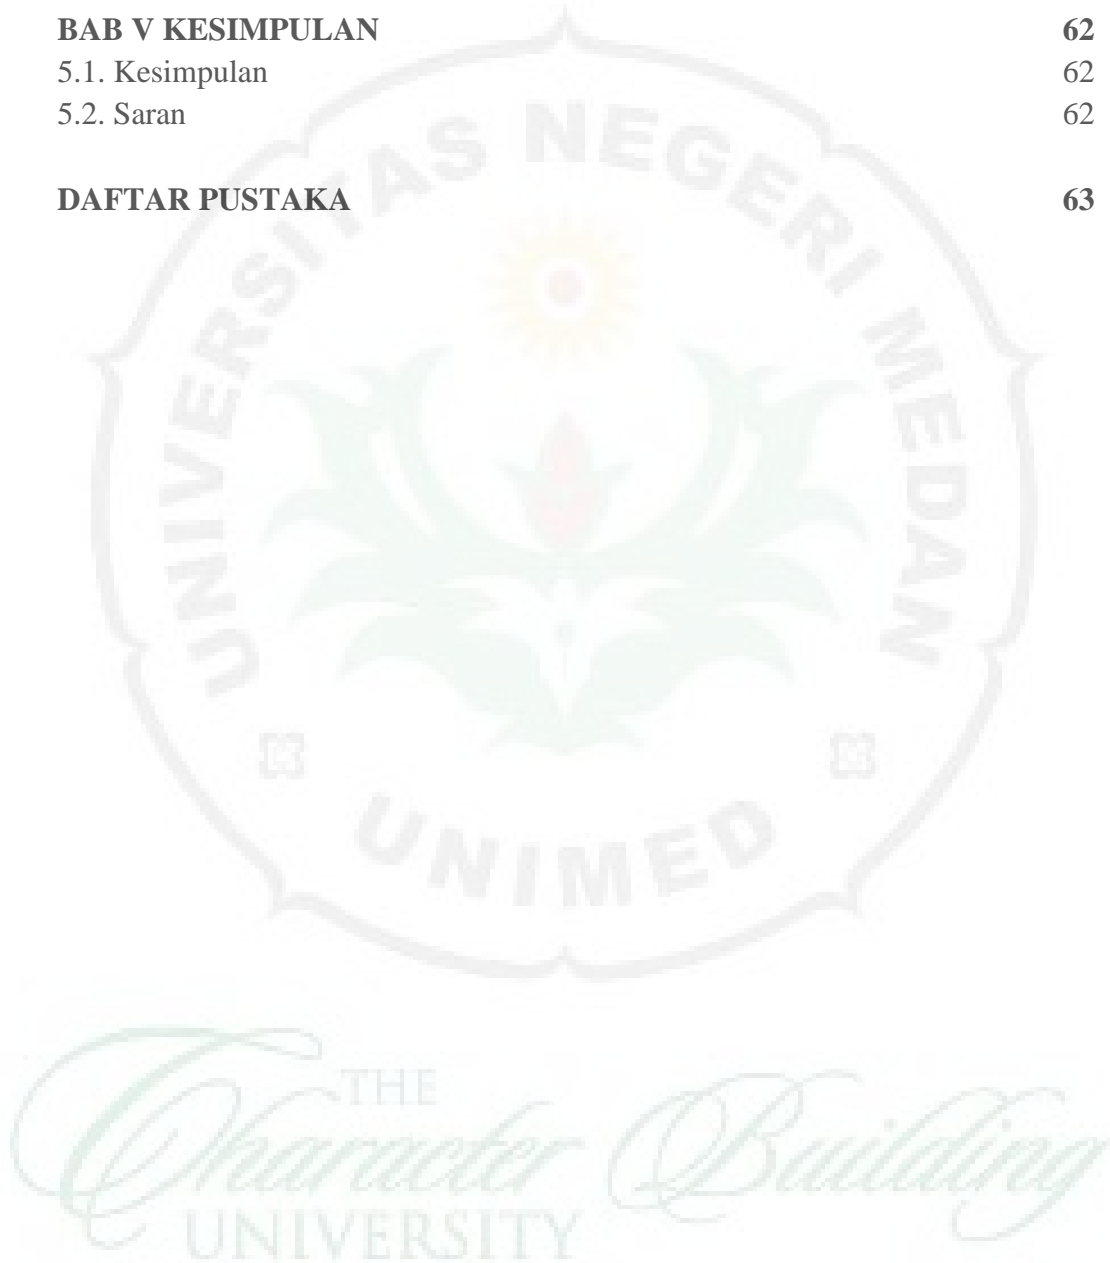 BAB V KESIMPULAN 62
5.1. Kesimpulan 62
5.2. Saran 62
DAFTAR PUSTAKA 63
UNIVERSITAS NEGERI MEDAN
UNIMED
THE
Character Building
UNIVERSITY